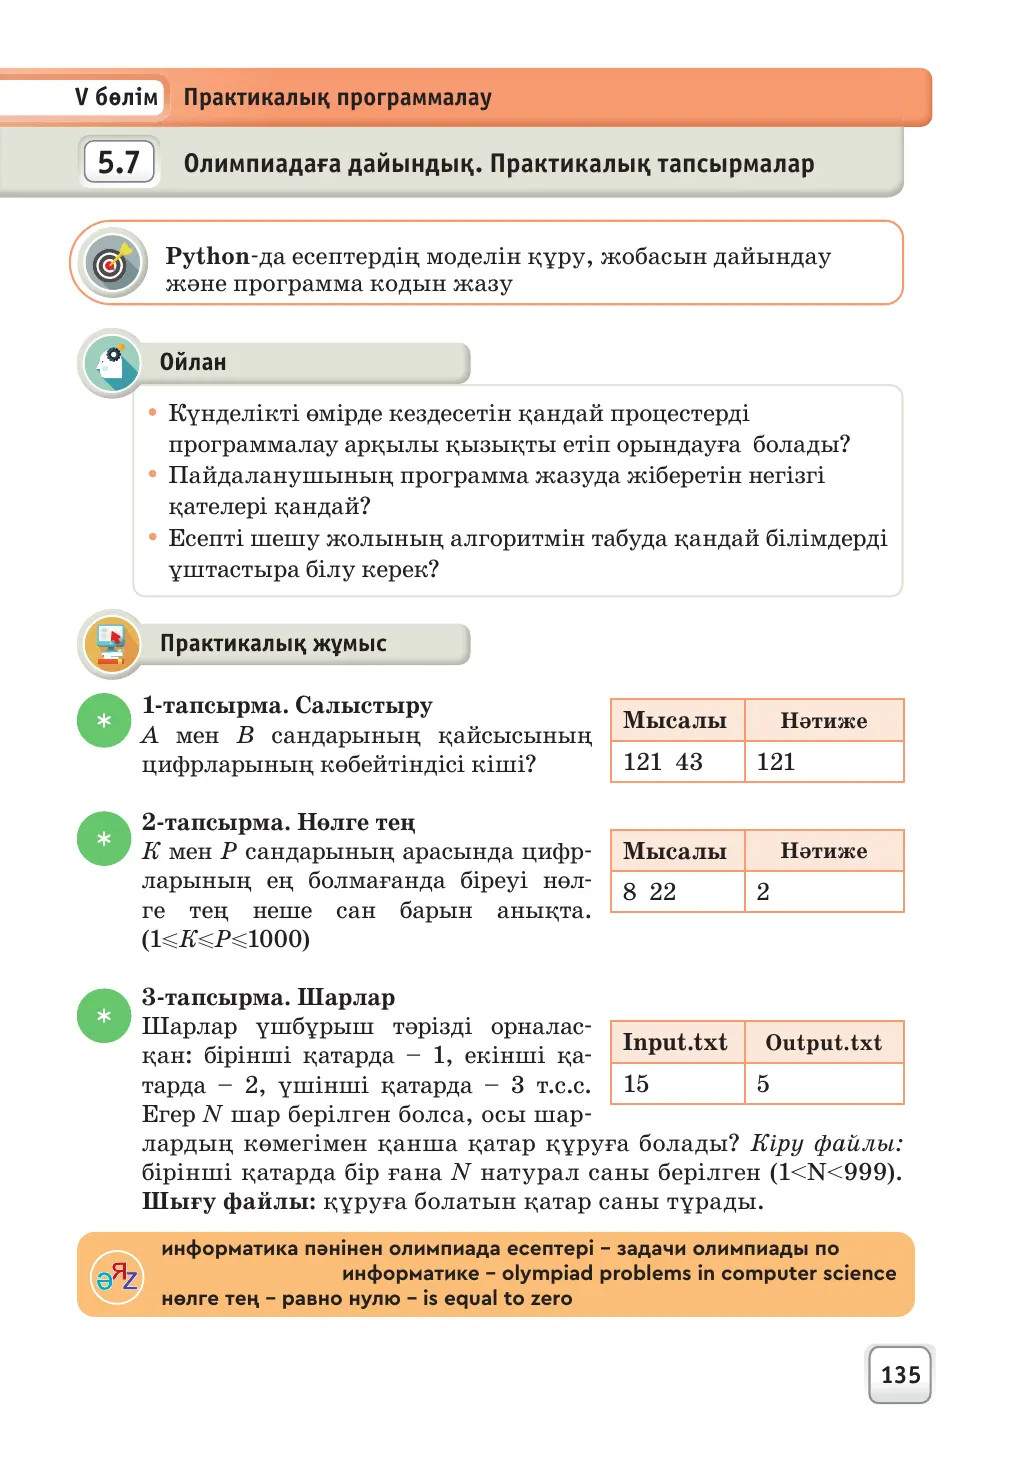 V бөлім Практикалық программалау
5.7 Олимпиадаға дайындық. Практикалық тапсырмалар
Python-да есептердің моделін құру, жобасын дайындау
және программа кодын жазу
Ойлан
• Күнделікті өмірде кездесетін қандай процестерді
программалау арқылы қызықты етіп орындауға болады?
• Пайдаланушының программа жазуда жіберетін негізгі
қателері қандай?
• Есепті шешу жолының алгоритмін табуда қандай білімдерді
ұштастыра білу керек?
Практикалық жұмыс
*
1-тапсырма. Салыстыру
A мен B сандарының қайсысының
цифрларының көбейтіндісі кіші?
Мысалы Нәтиже
121 43 121
*
2-тапсырма. Нөлге тең
К мен Р сандарының арасында цифр-
ларының ең болмағанда біреуі нөл-
ге тең неше сан барын анықта.
(1⩽К⩽Р⩽1000)
Мысалы Нәтиже
8 22 2
*
3-тапсырма. Шарлар
Шарлар үшбұрыш тәрізді орналас-
қан: бірінші қатарда – 1, екінші қа-
тарда – 2, үшінші қатарда – 3 т.с.с.
Егер N шар берілген болса, осы шар-
лардың көмегімен қанша қатар құруға болады? Кіру файлы:
бірінші қатарда бір ғана N натурал саны берілген (1<N<999).
Шығу файлы: құруға болатын қатар саны тұрады.
Input.txt Output.txt
15 5
әЯZ
информатика пәнінен олимпиада есептері – задачи олимпиады по
информатике – olympiad problems in computer science
нөлге тең – равно нулю – is equal to zero
135